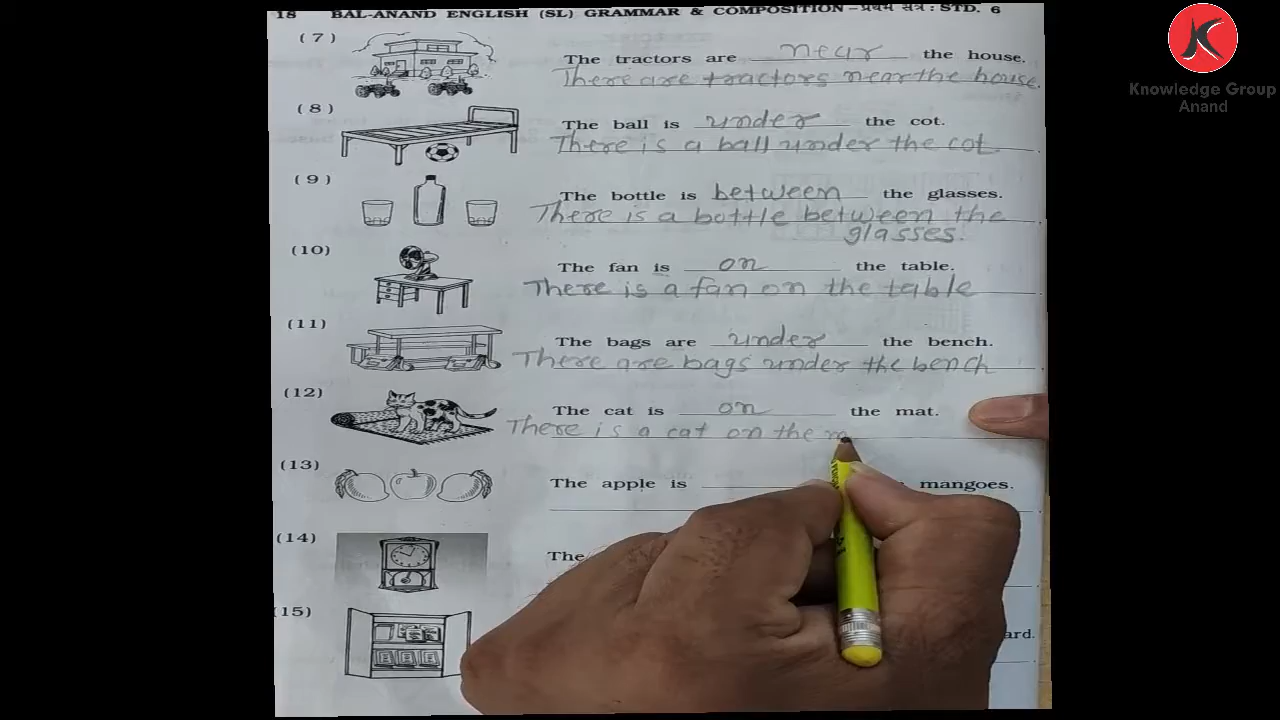 18 BAL-ANAND ENGLISH (SL) GRAMMAR & COMPOSITION – प्रथम सत्र : STD. 6
Knowledge Group
Anand
(7)
The tractors are near the house.
There are tractors near the house.
(8)
The ball is under the cot.
There is a ball under the cot
(9)
The bottle is between the glasses.
There is a bottle between the
glasses.
(10)
The fan is on the table.
There is a fan on the table
(11)
The bags are under the bench.
There are bags under the bench
(12)
The cat is on the mat.
There is a cat on the
(13)
The apple is mangoes.
(14)
The
(15)
ard.